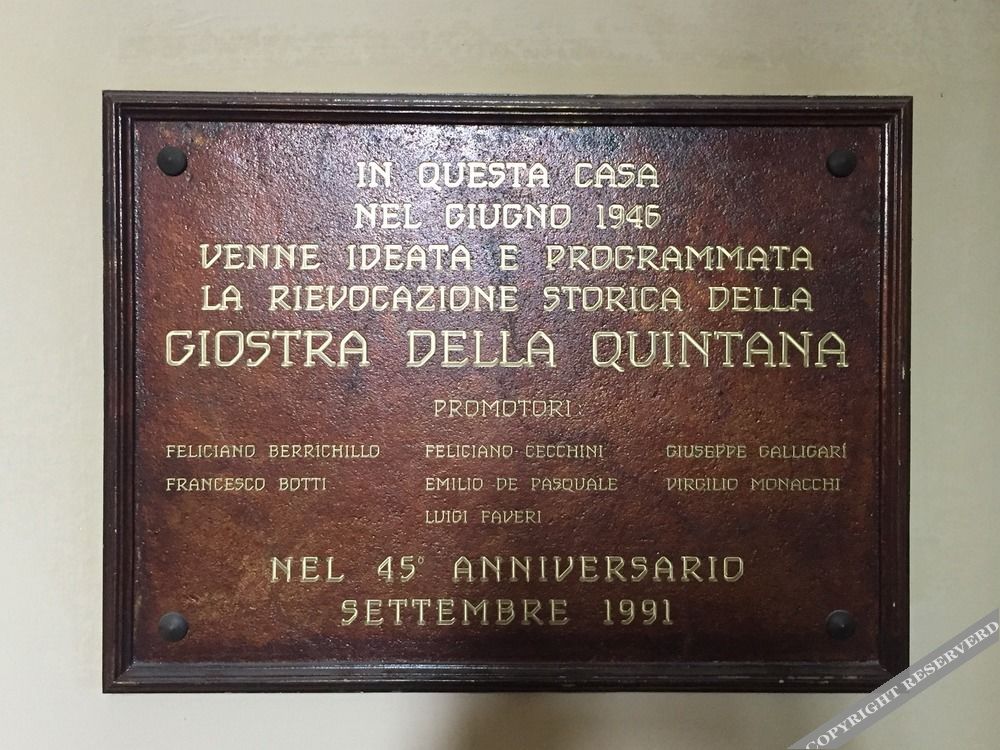 IN QUESTA CASA
NEL GIUGNO 1946
VENNE IDEATA E PROGRAMMATA
LA RIEVOCAZIONE STORICA DELLA
GIOSTRA DELLA QUINTANA
PROMOTORI:
FELICIANO BERRICHILLO FELICIANO CECCHINI GIUSEPPE GALLIGARÍ
FRANCESCO BOTTI EMILIO DE PASQUALE VIRGILIO MONACCHI
LUIGI FAVERI
NEL 45° ANNIVERSARIO
SETTEMBRE 1991
COPYRIGHT RESERVERD